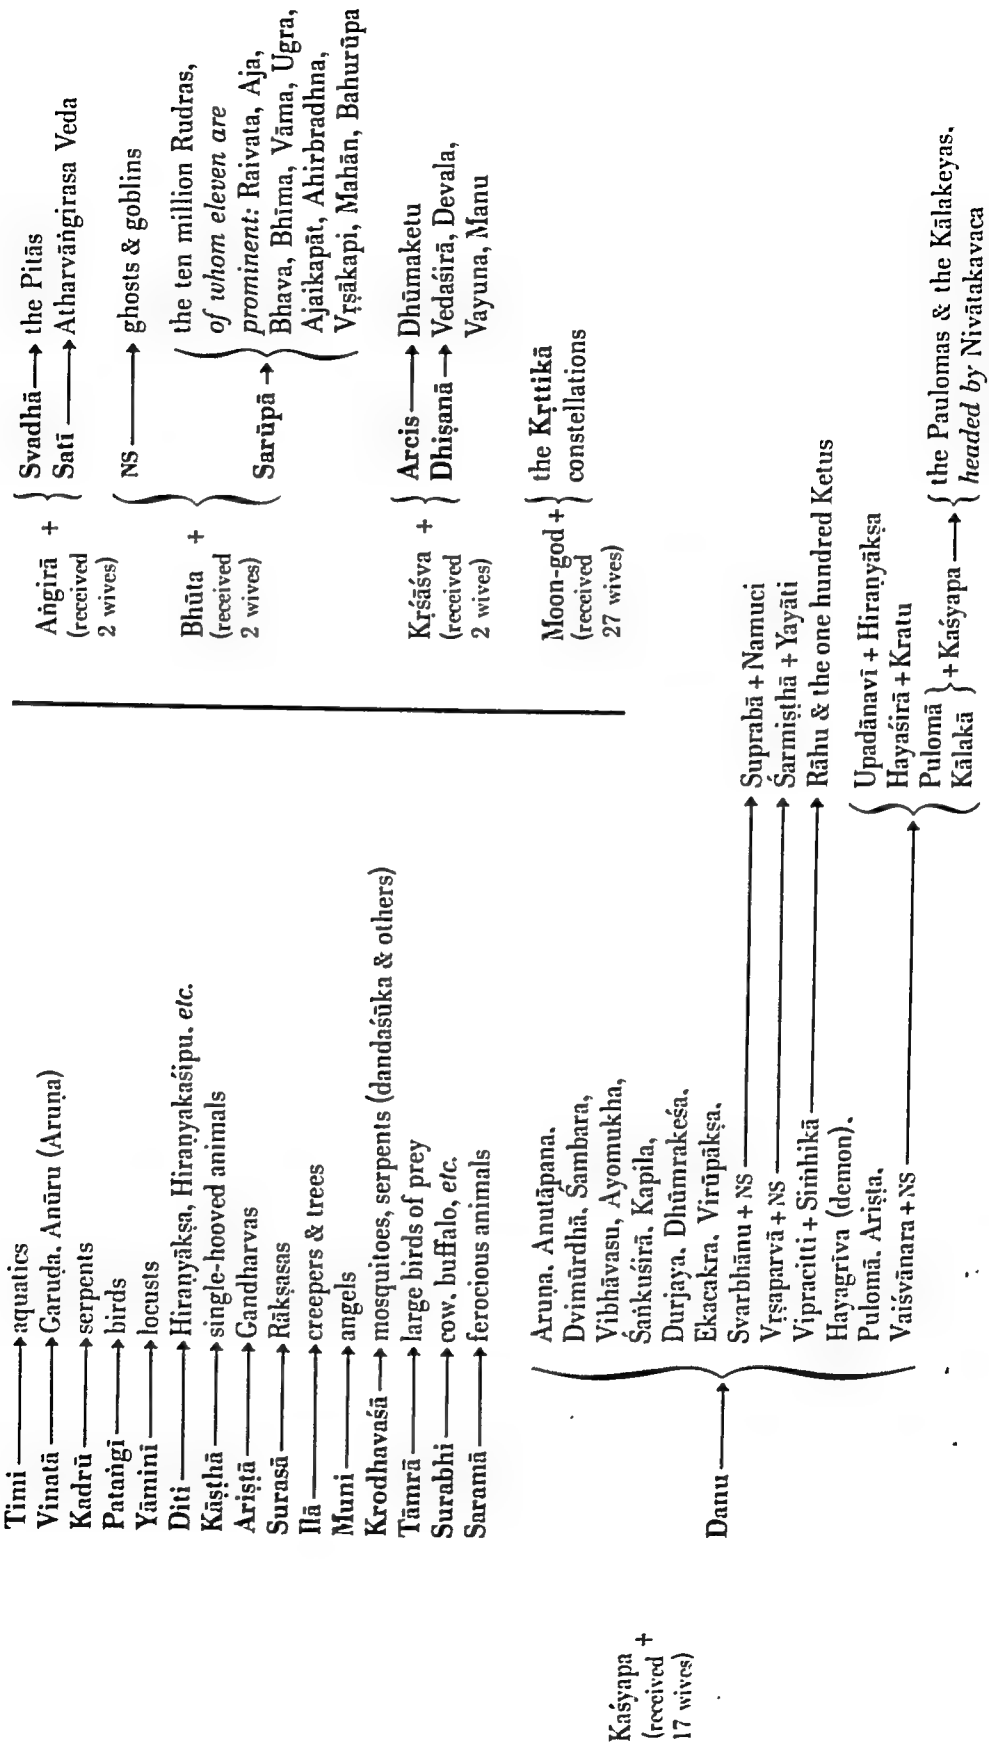 Timi → aquatics
Vinatā → Garuḍa, Anūru (Aruṇa)
Kadrū → serpents
Pataṅgī → birds
Yāminī → locusts
Diti → Hiraṇyākṣa, Hiraṇyakaśipu, etc.
Kāṣṭhā → single-hooved animals
Ariṣṭā → Gandharvas
Surasā → Rākṣasas
Ilā → creepers & trees
Muni → angels
Krodhavaśā → mosquitoes, serpents (dandaśūka & others)
Tāmrā → large birds of prey
Surabhi → cow, buffalo, etc.
Saramā → ferocious animals
Kaśyapa
(received +
17 wives)
Danu →
Aruṇa, Anutāpana,
Dvimūrdhā, Śambara,
Vibhāvasu, Ayomukha,
Śaṅkuśirā, Kapila,
Durjaya, Dhūmrakeśa,
Ekacakra, Virūpākṣa,
Svarbhānu + NS → Suprabā + Namuci
Vṛṣaparvā + NS → Śarmiṣṭhā + Yayāti
Vipracitti + Siṁhikā → Rāhu & the one hundred Ketus
Hayagrīva (demon),
Pulomā, Ariṣṭa,
Vaiśvānara + NS →
Upadānavī + Hiraṇyākṣa
Hayaśirā + Kratu
Pulomā
Kālakā
} + Kaśyapa →
the Paulomas & the Kālakeyas,
headed by Nivātakavaca
Aṅgirā +
(received
2 wives)
Svadhā → the Pitās
Satī → Atharvāṅgirasa Veda
Bhūta +
(received
2 wives)
NS → ghosts & goblins
Sarūpā →
the ten million Rudras,
of whom eleven are
prominent: Raivata, Aja,
Bhava, Bhīma, Vāma, Ugra,
Ajaikapāt, Ahirbradhna,
Vṛṣākapi, Mahān, Bahurūpa
Kṛśāśva +
(received
2 wives)
Arcis → Dhūmaketu
Dhiṣaṇā → Vedaśirā, Devala,
Vayuna, Manu
Moon-god +
(received
27 wives)
the Kṛttikā
constellations